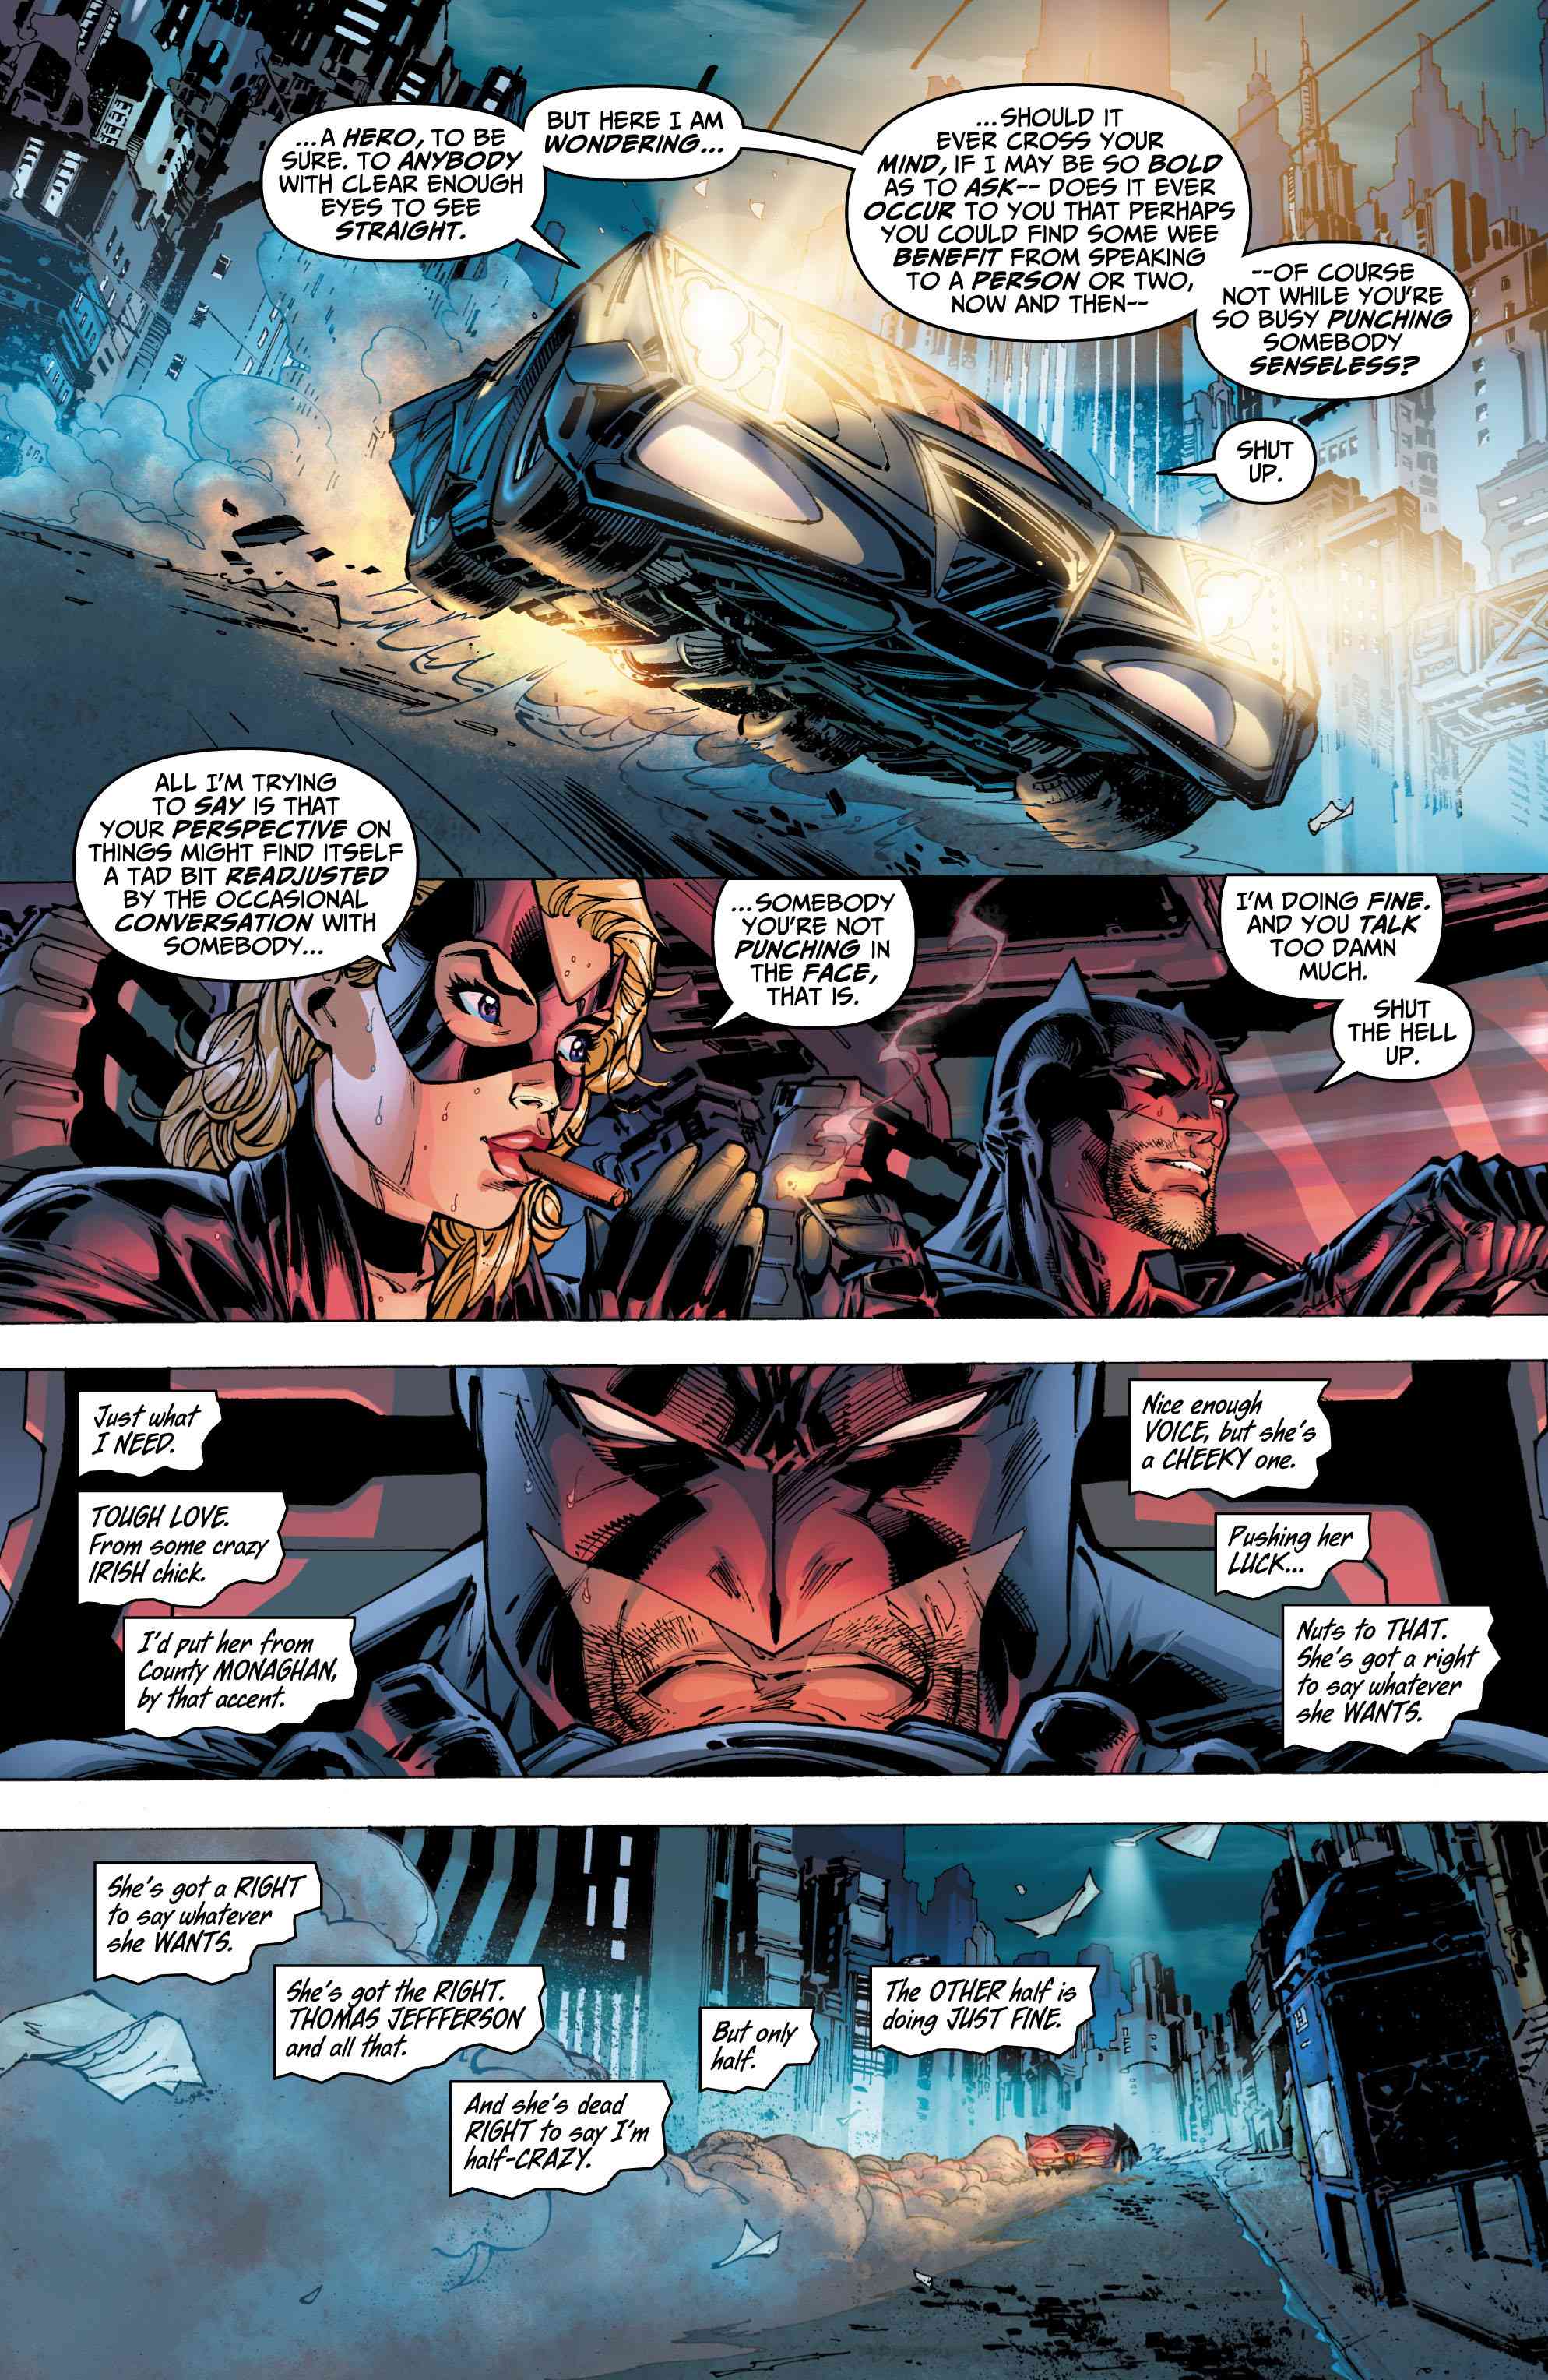 ...A HERO, TO BE
SURE. TO ANYBODY
WITH CLEAR ENOUGH
EYES TO SEE
STRAIGHT.
BUT HERE I AM
WONDERING...
...SHOULD IT
EVER CROSS YOUR
MIND, IF I MAY BE SO BOLD
AS TO ASK-- DOES IT EVER
OCCUR TO YOU THAT PERHAPS
YOU COULD FIND SOME WEE
BENEFIT FROM SPEAKING
TO A PERSON OR TWO,
NOW AND THEN--
--OF COURSE
NOT WHILE YOU'RE
SO BUSY PUNCHING
SOMEBODY
SENSELESS?
SHUT
UP.
ALL I'M TRYING
TO SAY IS THAT
YOUR PERSPECTIVE ON
THINGS MIGHT FIND ITSELF
A TAD BIT READJUSTED
BY THE OCCASIONAL
CONVERSATION WITH
SOMEBODY...
...SOMEBODY
YOU'RE NOT
PUNCHING IN
THE FACE,
THAT IS.
I'M DOING FINE.
AND YOU TALK
TOO DAMN
MUCH.
SHUT
THE HELL
UP.
Just what
I NEED.
TOUGH LOVE.
From some crazy
IRISH chick.
I'd put her from
County MONAGHAN,
by that accent.
Nice enough
VOICE, but she's
a CHEEKY one.
Pushing her
LUCK...
Nuts to THAT.
She's got a right
to say whatever
she WANTS.
She's got a RIGHT
to say whatever
she WANTS.
She's got the RIGHT.
THOMAS JEFFFERSON
and all that.
And she's dead
RIGHT to say I'm
half-CRAZY.
But only
half.
The OTHER half is
doing JUST FINE.